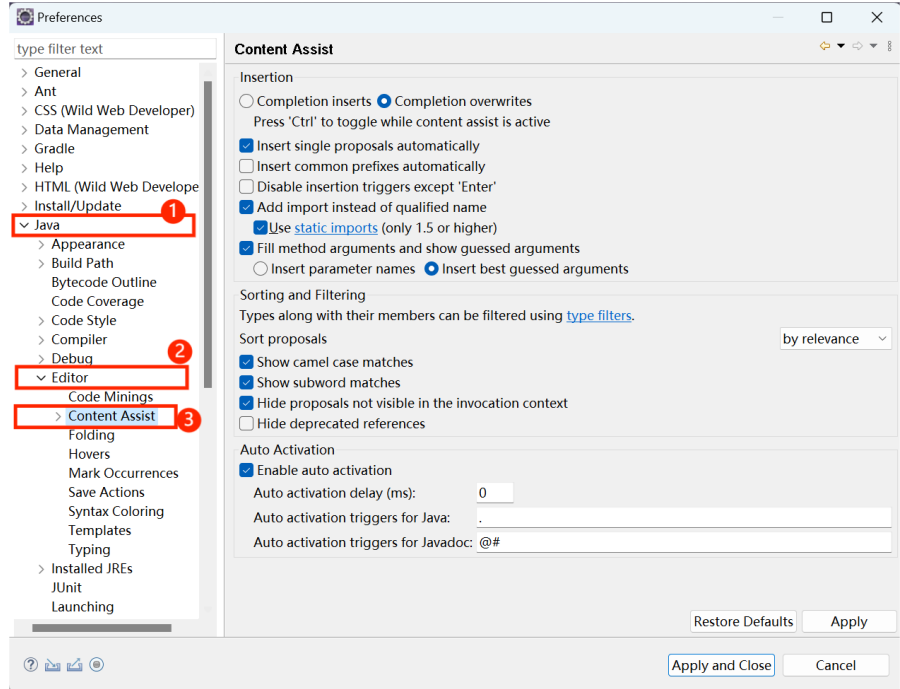 Preferences
type filter text
General
Ant
CSS (Wild Web Developer)
Data Management
Gradle
Help
HTML (Wild Web Develope
Install/Update
1
Java
Appearance
Build Path
Bytecode Outline
Code Coverage
Code Style
Compiler
Debug
2
Editor
Code Minings
Content Assist
3
Folding
Hovers
Mark Occurrences
Save Actions
Syntax Coloring
Templates
Typing
Installed JREs
JUnit
Launching
Content Assist
Insertion
Completion inserts Completion overwrites
Press 'Ctrl' to toggle while content assist is active
Insert single proposals automatically
Insert common prefixes automatically
Disable insertion triggers except 'Enter'
Add import instead of qualified name
Use static imports (only 1.5 or higher)
Fill method arguments and show guessed arguments
Insert parameter names Insert best guessed arguments
Sorting and Filtering
Types along with their members can be filtered using type filters.
Sort proposals by relevance
Show camel case matches
Show subword matches
Hide proposals not visible in the invocation context
Hide deprecated references
Auto Activation
Enable auto activation
Auto activation delay (ms): 0
Auto activation triggers for Java: .
Auto activation triggers for Javadoc: @#
Restore Defaults Apply
Apply and Close Cancel